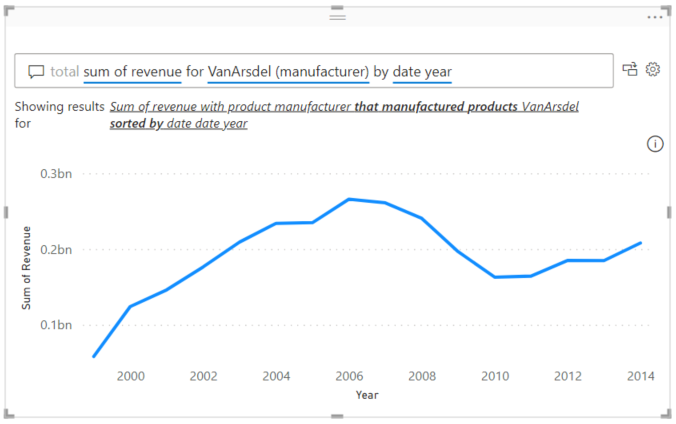 total sum of revenue for VanArsdel (manufacturer) by date year
Showing results for
Sum of revenue with product manufacturer that manufactured products VanArsdel
sorted by date date year
0.3bn
0.2bn
0.1bn
Sum of Revenue
2000 2002 2004 2006 2008 2010 2012 2014
Year